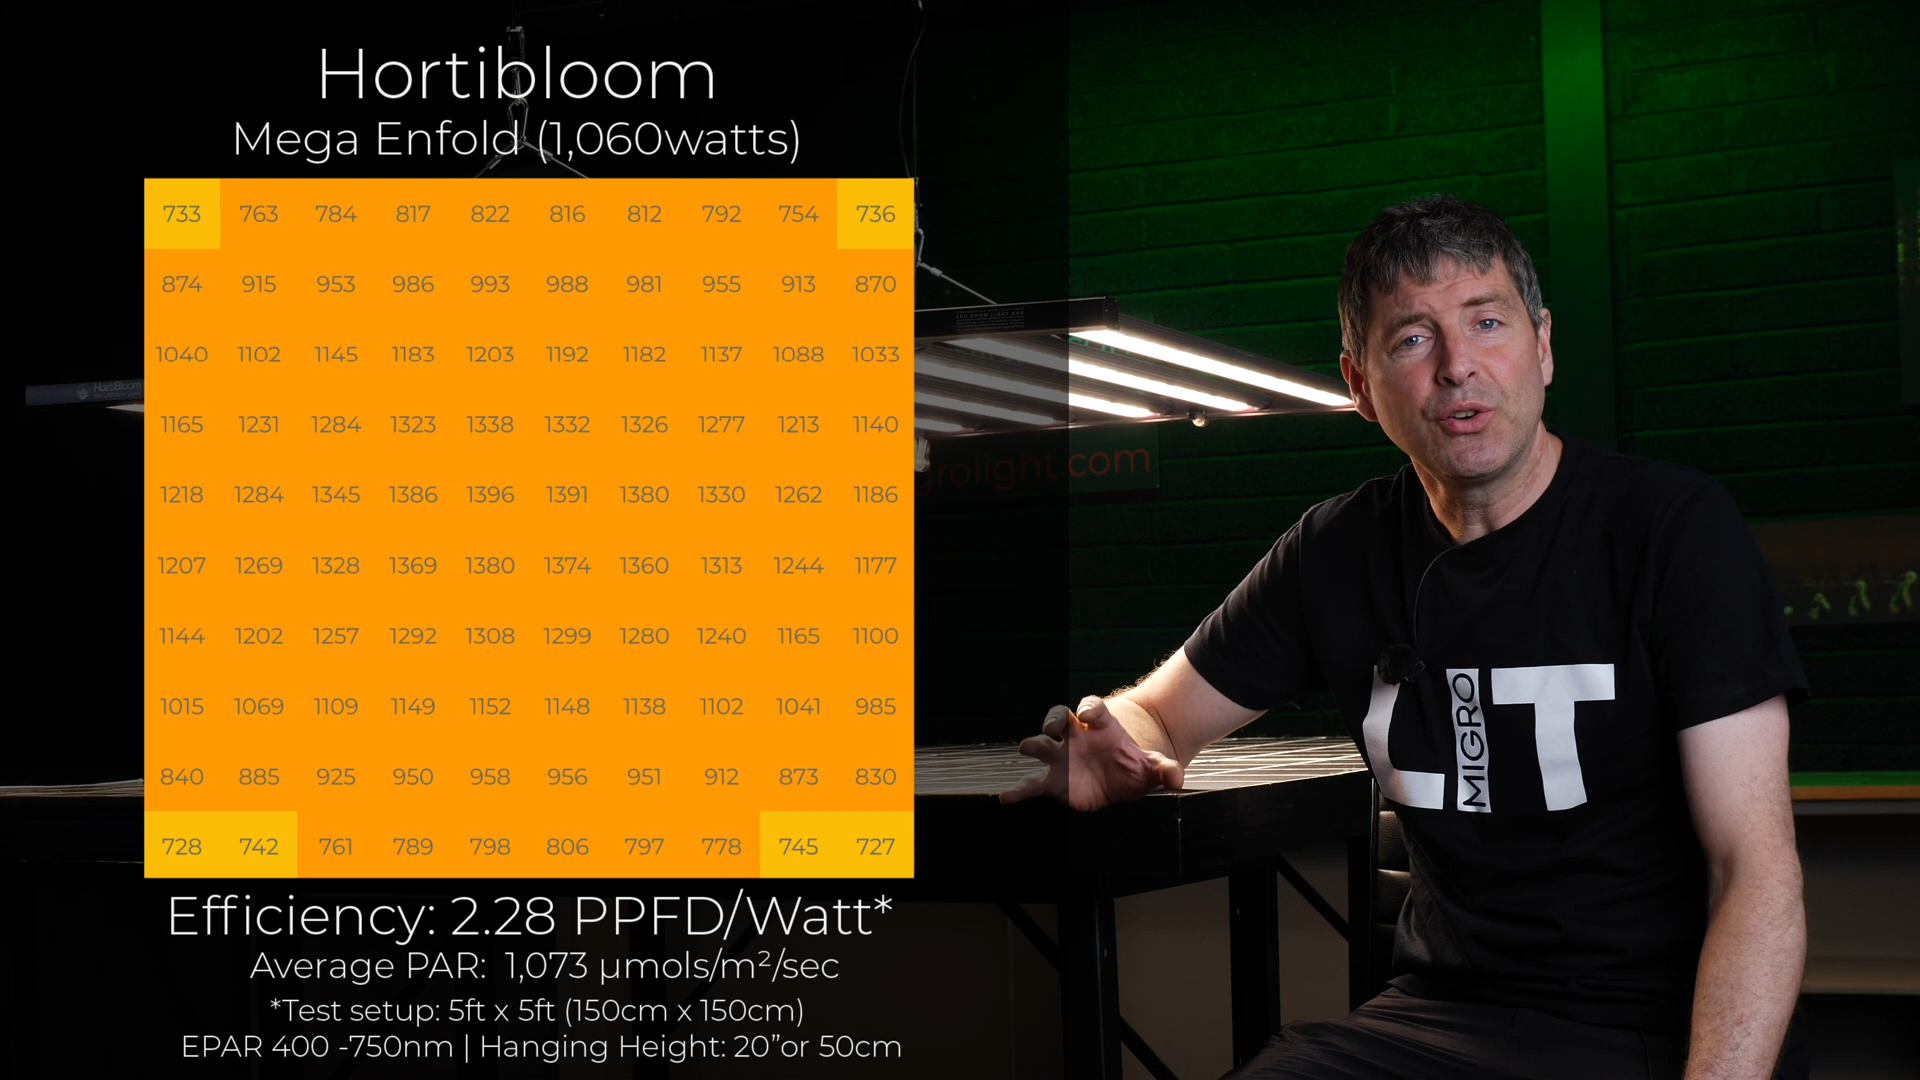 Hortibloom
Mega Enfold (1,060watts)
733 763 784 817 822 816 812 792 754 736
874 915 953 986 993 988 981 955 913 870
1040 1102 1145 1183 1203 1192 1182 1137 1088 1033
1165 1231 1284 1323 1338 1332 1326 1277 1213 1140
1218 1284 1345 1386 1396 1391 1380 1330 1262 1186
1207 1269 1328 1369 1380 1374 1360 1313 1244 1177
1144 1202 1257 1292 1308 1299 1280 1240 1165 1100
1015 1069 1109 1149 1152 1148 1138 1102 1041 985
840 885 925 950 958 956 951 912 873 830
728 742 761 789 798 806 797 778 745 727
Efficiency: 2.28 PPFD/Watt*
Average PAR: 1,073 µmols/m²/sec
*Test setup: 5ft x 5ft (150cm x 150cm)
EPAR 400 -750nm | Hanging Height: 20”or 50cm
HortiBloom
grolight.com
LIT
MIGRO